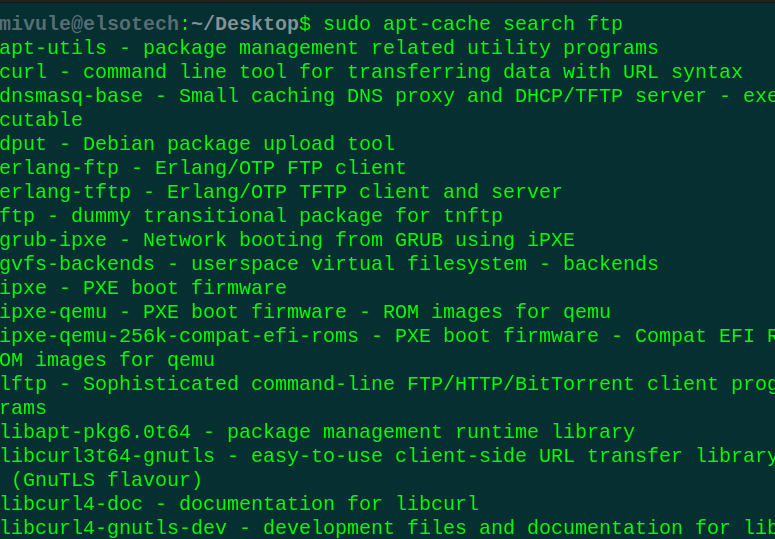 mivule@elsotech:~/Desktop$ sudo apt-cache search ftp
apt-utils - package management related utility programs
curl - command line tool for transferring data with URL syntax
dnsmasq-base - Small caching DNS proxy and DHCP/TFTP server - exe
cutable
dput - Debian package upload tool
erlang-ftp - Erlang/OTP FTP client
erlang-tftp - Erlang/OTP TFTP client and server
ftp - dummy transitional package for tnftp
grub-ipxe - Network booting from GRUB using iPXE
gvfs-backends - userspace virtual filesystem - backends
ipxe - PXE boot firmware
ipxe-qemu - PXE boot firmware - ROM images for qemu
ipxe-qemu-256k-compat-efi-roms - PXE boot firmware - Compat EFI R
OM images for qemu
lftp - Sophisticated command-line FTP/HTTP/BitTorrent client prog
rams
libapt-pkg6.0t64 - package management runtime library
libcurl3t64-gnutls - easy-to-use client-side URL transfer library
(GnuTLS flavour)
libcurl4-doc - documentation for libcurl
libcurl4-gnutls-dev - development files and documentation for lib